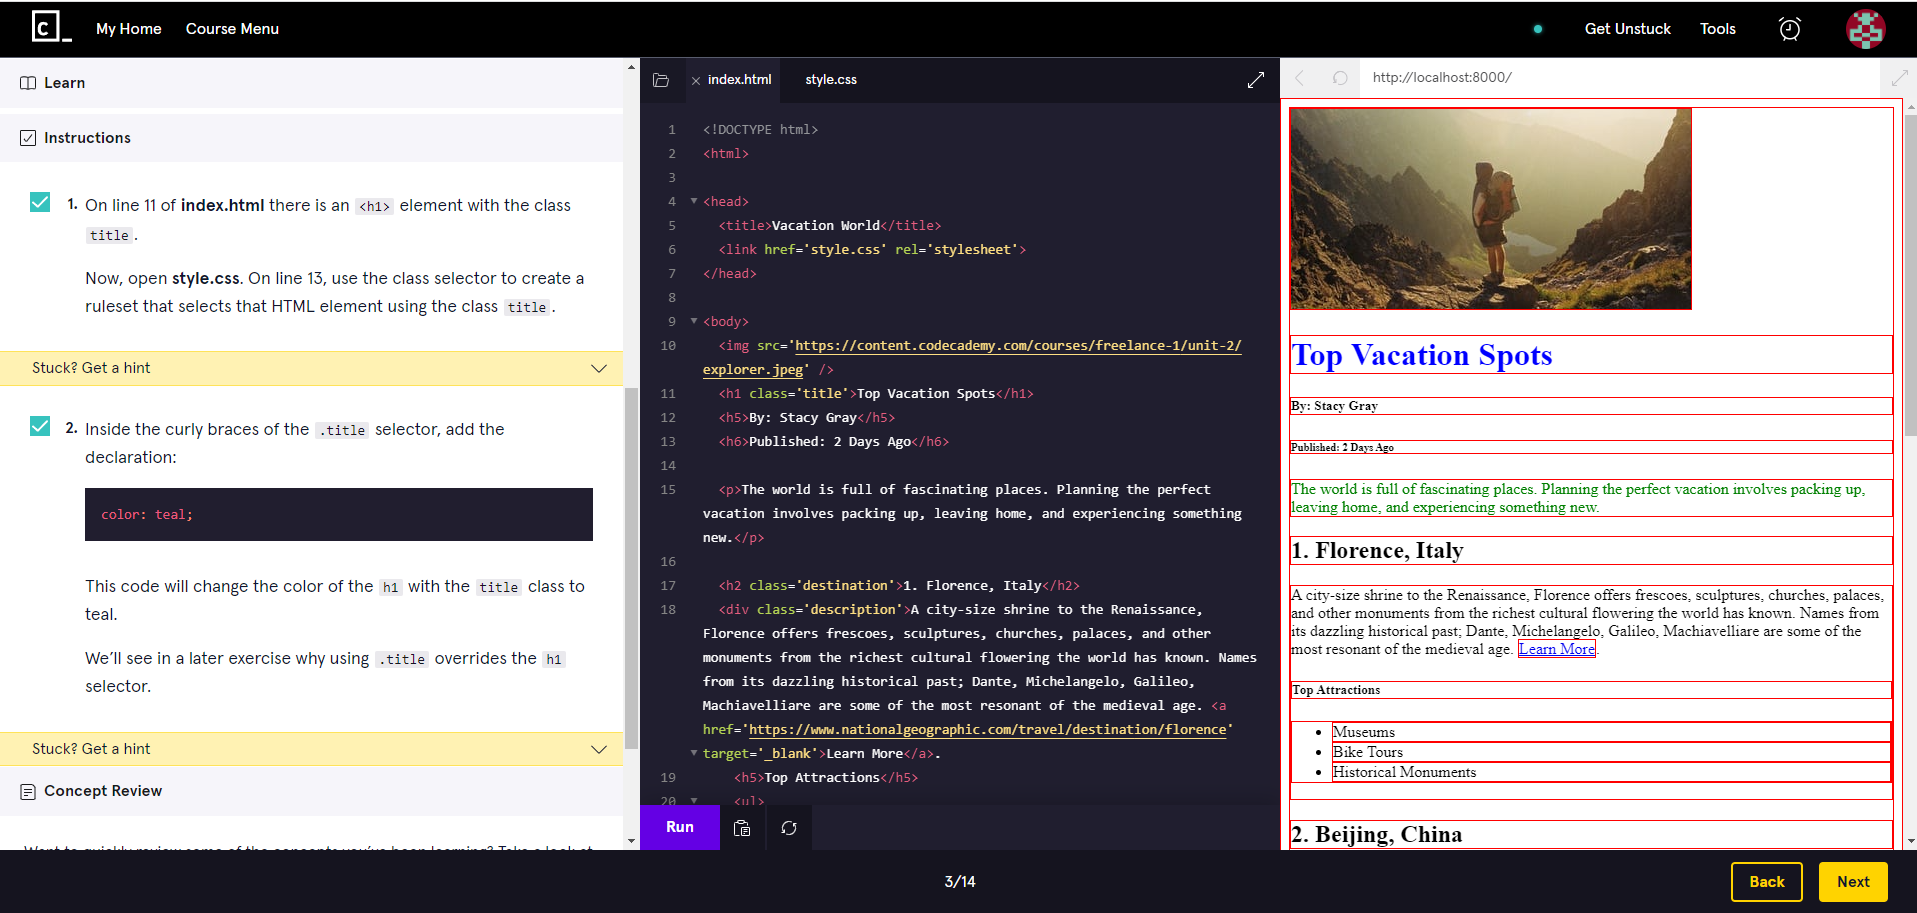 C_
My Home
Course Menu
Get Unstuck
Tools
Learn
Instructions
1. On line 11 of index.html there is an <h1> element with the class
title.
Now, open style.css. On line 13, use the class selector to create a
ruleset that selects that HTML element using the class title.
Stuck? Get a hint
2. Inside the curly braces of the .title selector, add the
declaration:
color: teal;
This code will change the color of the h1 with the title class to
teal.
We'll see in a later exercise why using .title overrides the h1
selector.
Stuck? Get a hint
Concept Review
Want to quickly review some of the concepts you've been learning? Take a look at
index.html
style.css
1 <!DOCTYPE html>
2 <html>
3
4 <head>
5 <title>Vacation World</title>
6 <link href='style.css' rel='stylesheet'>
7 </head>
8
9 <body>
10 <img src='https://content.codecademy.com/courses/freelance-1/unit-2/
explorer.jpeg' />
11 <h1 class='title'>Top Vacation Spots</h1>
12 <h5>By: Stacy Gray</h5>
13 <h6>Published: 2 Days Ago</h6>
14
15 <p>The world is full of fascinating places. Planning the perfect
vacation involves packing up, leaving home, and experiencing something
new.</p>
16
17 <h2 class='destination'>1. Florence, Italy</h2>
18 <div class='description'>A city-size shrine to the Renaissance,
Florence offers frescoes, sculptures, churches, palaces, and other
monuments from the richest cultural flowering the world has known. Names
from its dazzling historical past; Dante, Michelangelo, Galileo,
Machiavelliare are some of the most resonant of the medieval age. <a
href='https://www.nationalgeographic.com/travel/destination/florence'
target='_blank'>Learn More</a>.
19 <h5>Top Attractions</h5>
20 <ul>
Run
http://localhost:8000/
Top Vacation Spots
By: Stacy Gray
Published: 2 Days Ago
The world is full of fascinating places. Planning the perfect vacation involves packing up,
leaving home, and experiencing something new.
1. Florence, Italy
A city-size shrine to the Renaissance, Florence offers frescoes, sculptures, churches, palaces,
and other monuments from the richest cultural flowering the world has known. Names from
its dazzling historical past; Dante, Michelangelo, Galileo, Machiavelliare are some of the
most resonant of the medieval age. Learn More.
Top Attractions
Museums
Bike Tours
Historical Monuments
2. Beijing, China
3/14
Back
Next